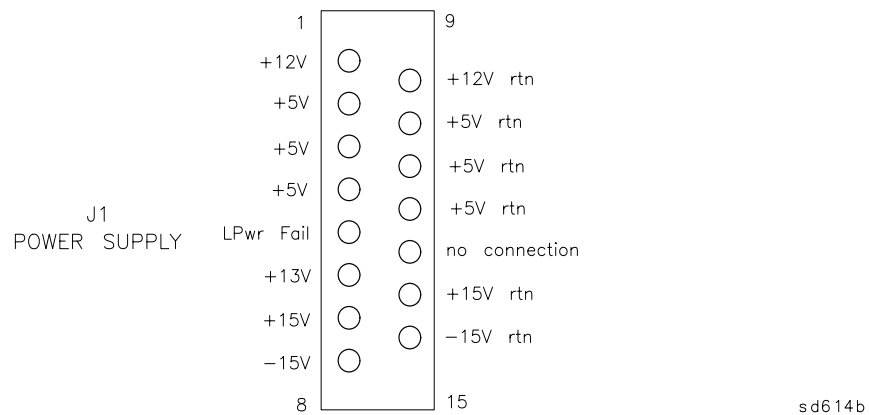 1 9
+12V
+12V rtn
+5V
+5V rtn
+5V
+5V rtn
+5V
+5V rtn
J1
POWER SUPPLY
LPwr Fail
no connection
+13V
+15V rtn
+15V
-15V rtn
-15V
8 15
sd614b